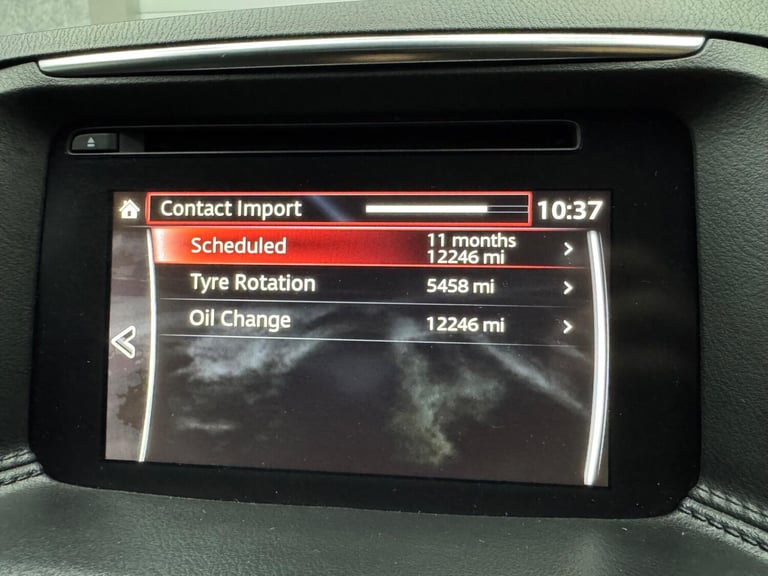 Contact Import 10:37
Scheduled 11 months
12246 mi
Tyre Rotation 5458 mi
Oil Change 12246 mi